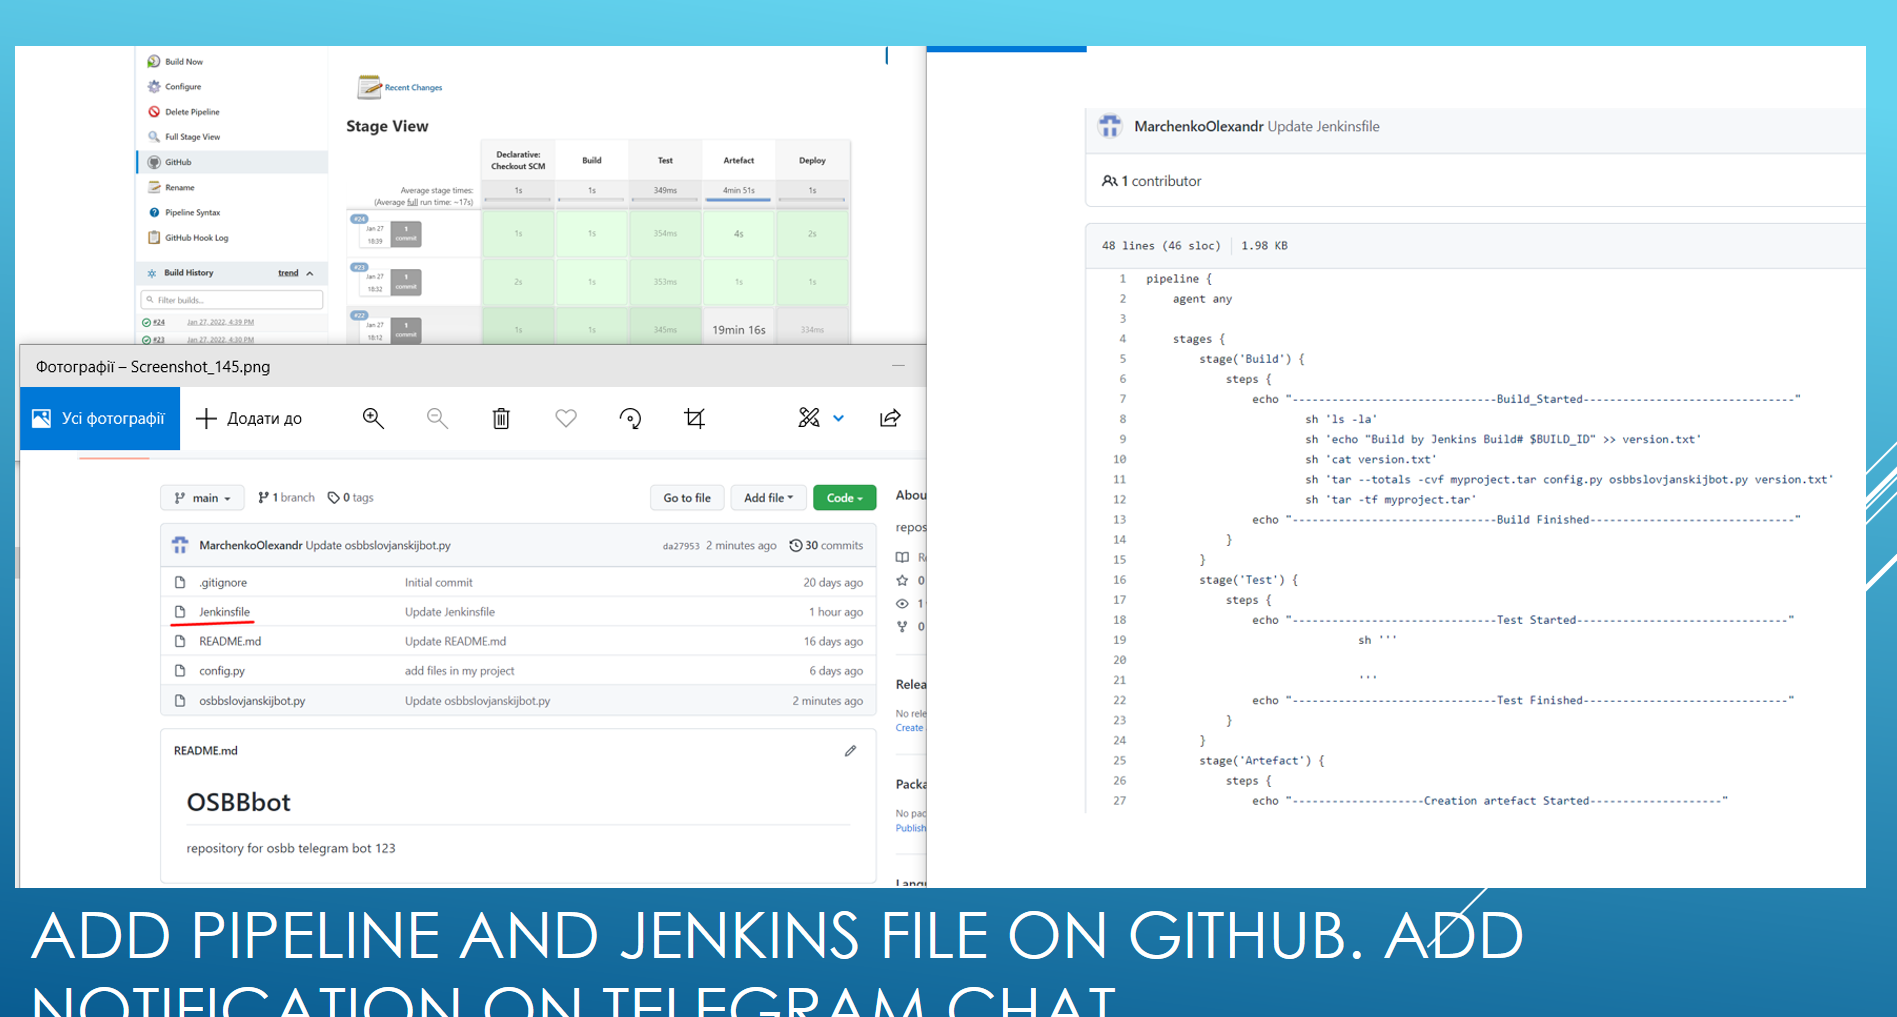 Build Now
Configure
Delete Pipeline
Full Stage View
GitHub
Rename
Pipeline Syntax
GitHub Hook Log
Build History trend
Filter builds...
#24 Jan 27, 2022, 4:39 PM
#23 Jan 27, 2022, 4:30 PM
Recent Changes
Stage View
Declarative: Checkout SCM Build Test Artefact Deploy
Average stage times: 1s 1s 349ms 4min 51s 1s
(Average full run time: ~17s)
#24
Jan 27 18:39 1 commit 1s 1s 354ms 4s 2s
#23
Jan 27 18:32 1 commit 2s 1s 353ms 1s 1s
#22
Jan 27 18:12 1 commit 1s 1s 345ms 19min 16s 334ms
Фотографії – Screenshot_145.png
Усі фотографії Додати до
main 1 branch 0 tags Go to file Add file Code
MarchenkoOlexandr Update osbbslovjanskijbot.py da27953 2 minutes ago 30 commits
.gitignore Initial commit 20 days ago
Jenkinsfile Update Jenkinsfile 1 hour ago
README.md Update README.md 16 days ago
config.py add files in my project 6 days ago
osbbslovjanskijbot.py Update osbbslovjanskijbot.py 2 minutes ago
README.md
OSBBbot
repository for osbb telegram bot 123
Abou
repos
R
0
1
0
Relea
No rele
Create
Packa
No pac
Publish
Langu
MarchenkoOlexandr Update Jenkinsfile
1 contributor
48 lines (46 sloc) 1.98 KB
1 pipeline {
2 agent any
3
4 stages {
5 stage('Build') {
6 steps {
7 echo "-------------------------------Build_Started--------------------------------"
8 sh 'ls -la'
9 sh 'echo "Build by Jenkins Build# $BUILD_ID" >> version.txt'
10 sh 'cat version.txt'
11 sh 'tar --totals -cvf myproject.tar config.py osbbslovjanskijbot.py version.txt'
12 sh 'tar -tf myproject.tar'
13 echo "-------------------------------Build Finished-------------------------------"
14 }
15 }
16 stage('Test') {
17 steps {
18 echo "-------------------------------Test Started--------------------------------"
19 sh '''
20
21 '''
22 echo "-------------------------------Test Finished-------------------------------"
23 }
24 }
25 stage('Artefact') {
26 steps {
27 echo "--------------------Creation artefact Started--------------------"
ADD PIPELINE AND JENKINS FILE ON GITHUB. ADD
NOTIFICATION ON TELEGRAM CHAT